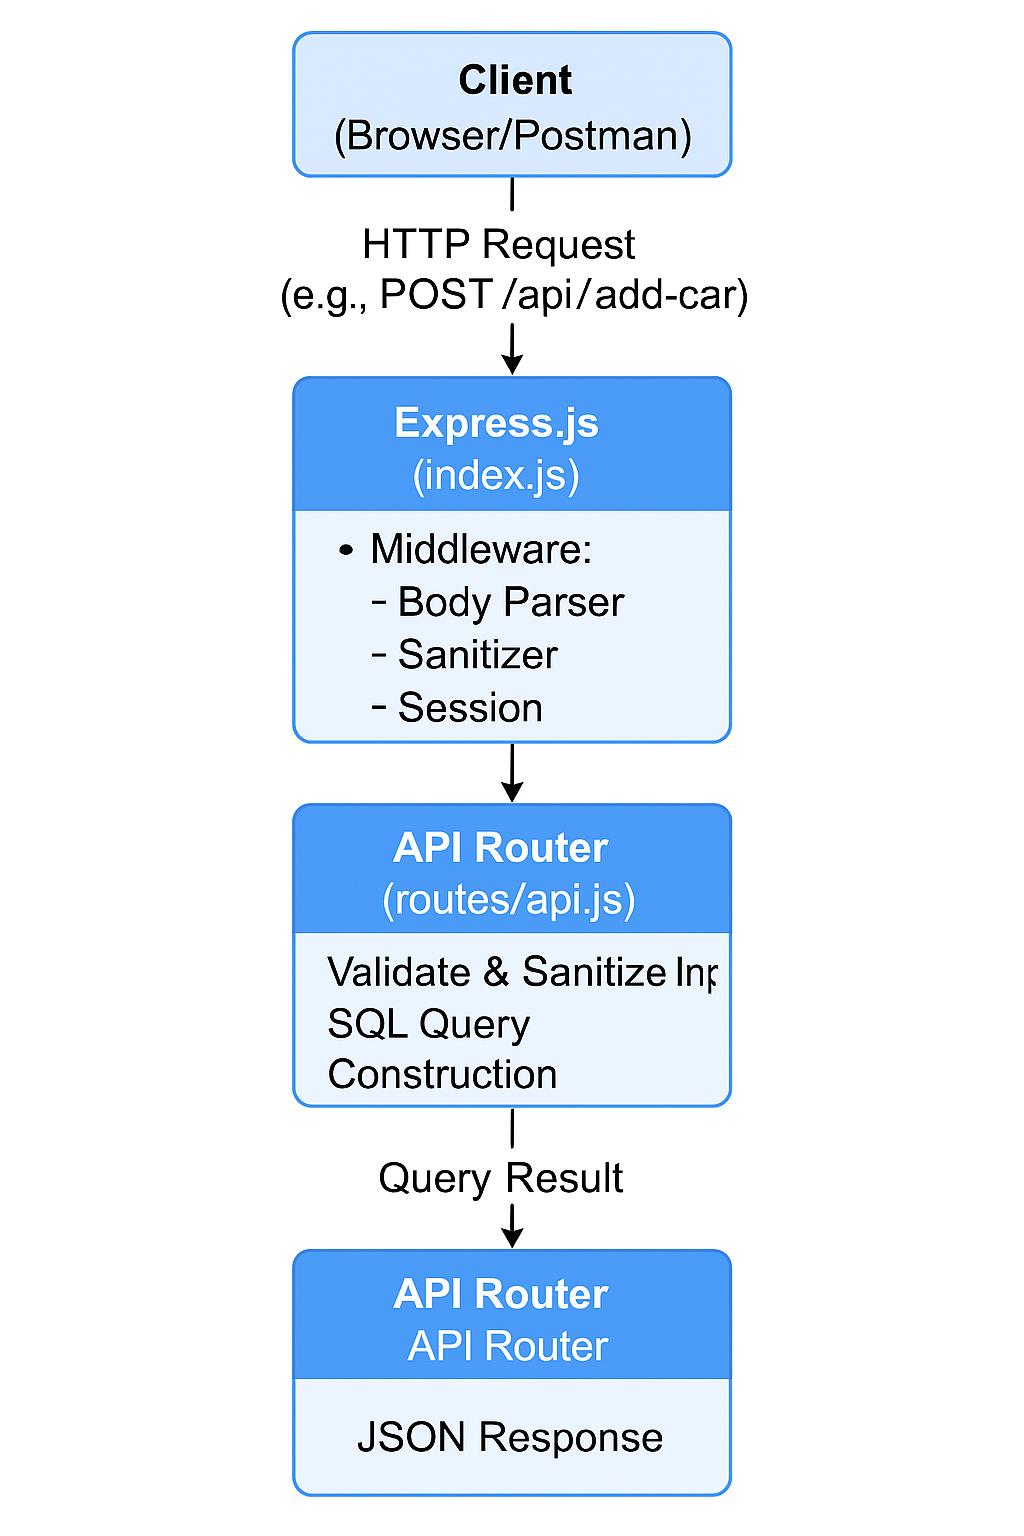 Client
(Browser/Postman)
HTTP Request
(e.g., POST /api/add-car)
Express.js
(index.js)
• Middleware:
- Body Parser
- Sanitizer
- Session
API Router
(routes/api.js)
Validate & Sanitize Inp
SQL Query
Construction
Query Result
API Router
API Router
JSON Response